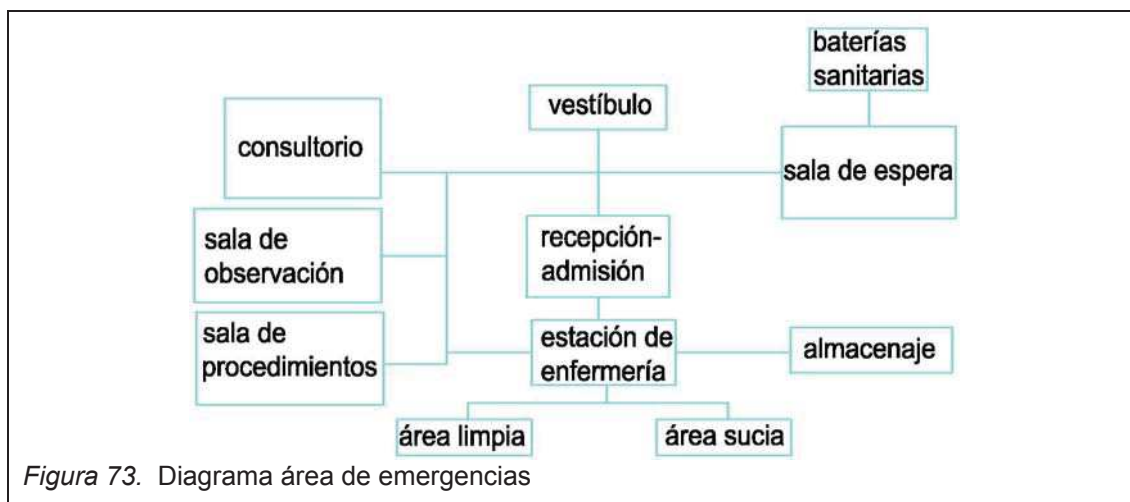 baterías
sanitarias
vestíbulo
consultorio
sala de espera
sala de
observación
recepción-
admisión
sala de
procedimientos
estación de
enfermería
almacenaje
área limpia
área sucia
Figura 73. Diagrama área de emergencias